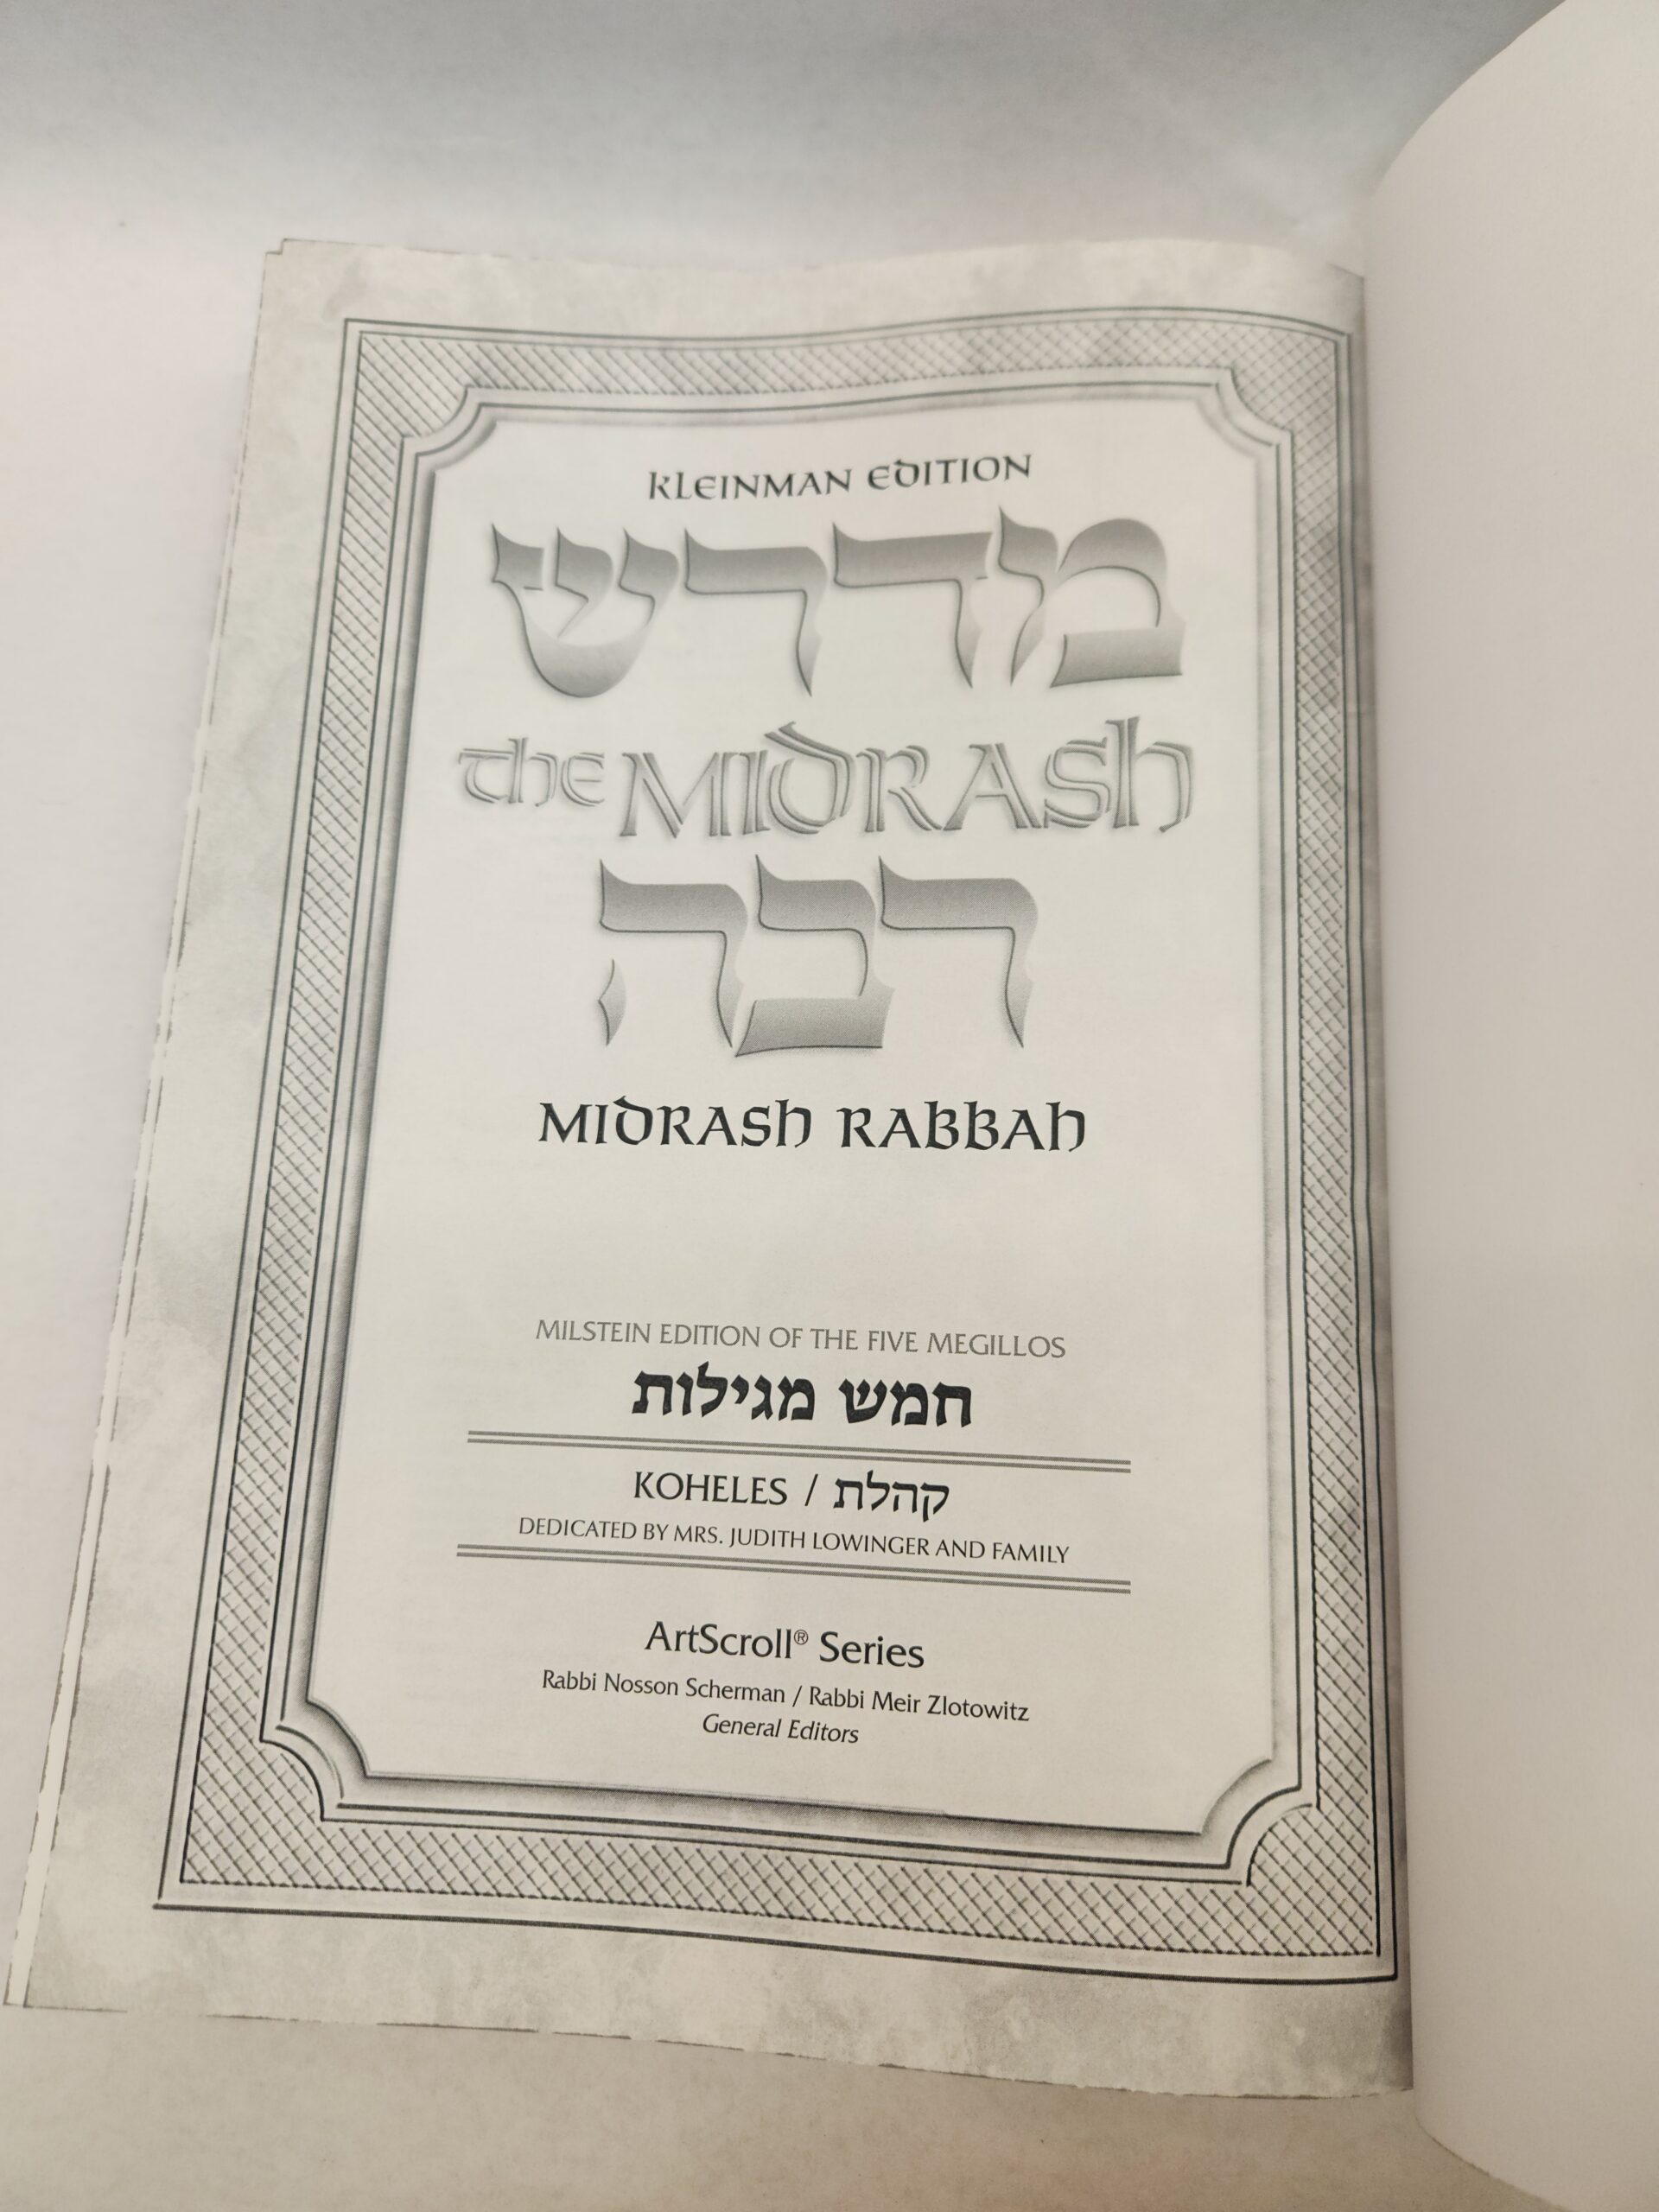 KLEINMAN EDITION
מדרש
the MIDRASH
רבה
MIDRASH RABBAH
MILSTEIN EDITION OF THE FIVE MEGILLOS
חמש מגילות
KOHELES / קהלת
DEDICATED BY MRS. JUDITH LOWINGER AND FAMILY
ArtScroll® Series
Rabbi Nosson Scherman / Rabbi Meir Zlotowitz
General Editors